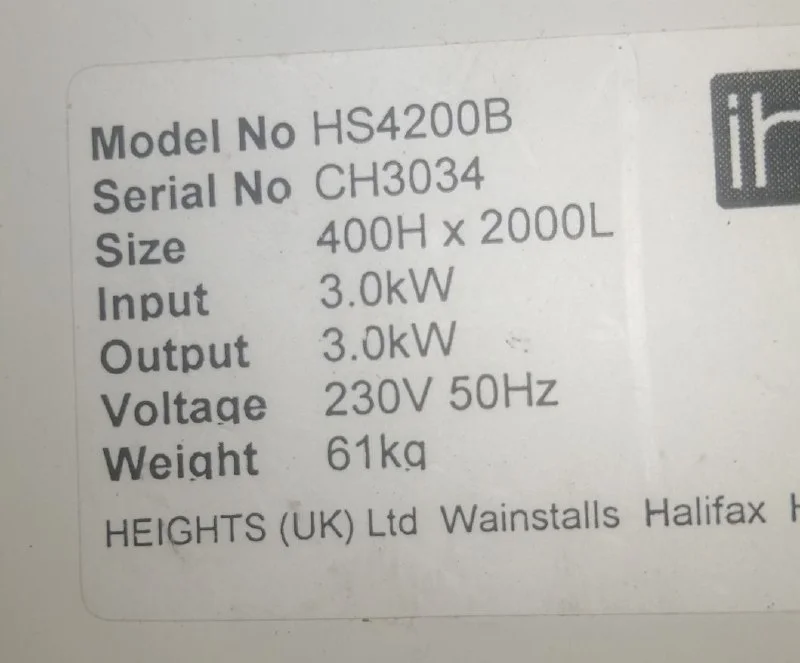 Model No HS4200B
Serial No CH3034
Size 400H x 2000L
Input 3.0kW
Output 3.0kW
Voltage 230V 50Hz
Weight 61kg
HEIGHTS (UK) Ltd Wainstalls Halifax